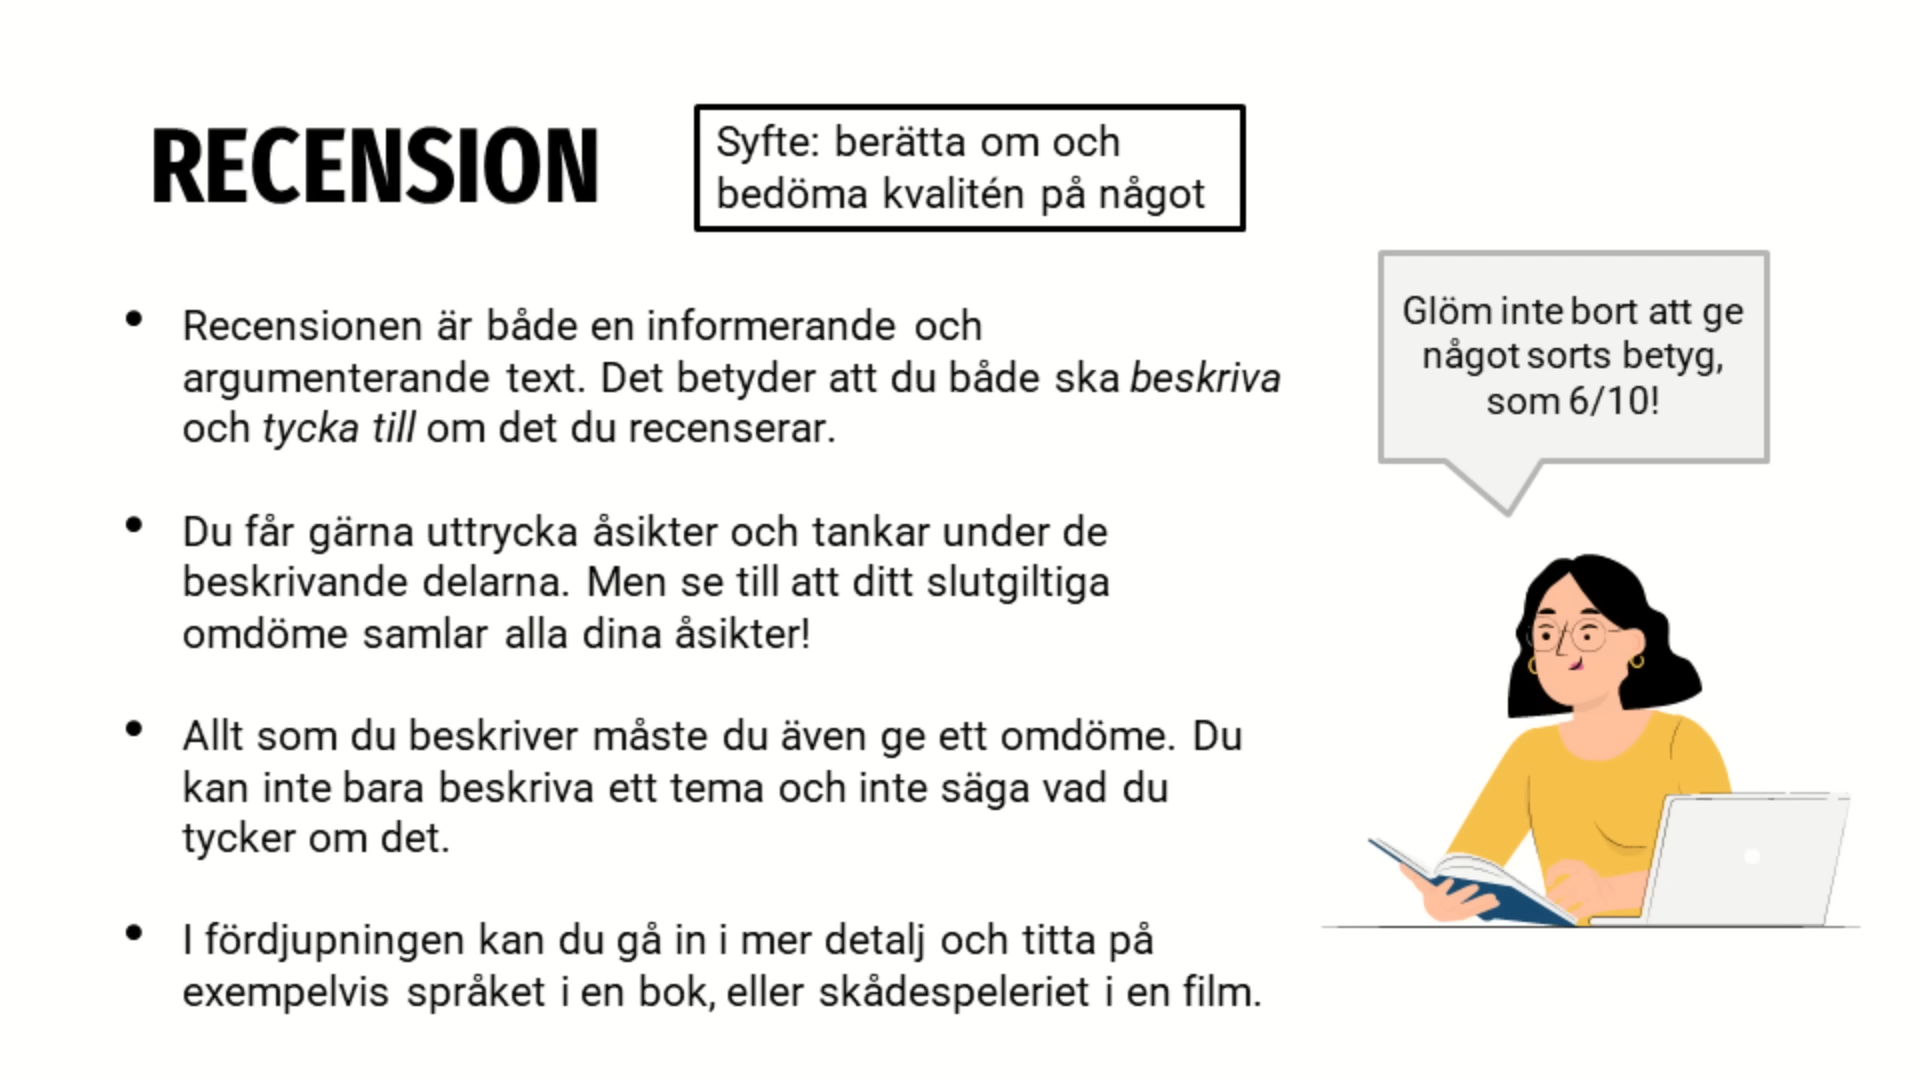 RECENSION
Syfte: berätta om och
bedöma kvalitén på något
Glöm inte bort att ge
något sorts betyg,
som 6/10!
• Recensionen är både en informerande och
argumenterande text. Det betyder att du både ska beskriva
och tycka till om det du recenserar.
• Du får gärna uttrycka åsikter och tankar under de
beskrivande delarna. Men se till att ditt slutgiltiga
omdöme samlar alla dina åsikter!
• Allt som du beskriver måste du även ge ett omdöme. Du
kan inte bara beskriva ett tema och inte säga vad du
tycker om det.
• I fördjupningen kan du gå in i mer detalj och titta på
exempelvis språket i en bok, eller skådespeleriet i en film.